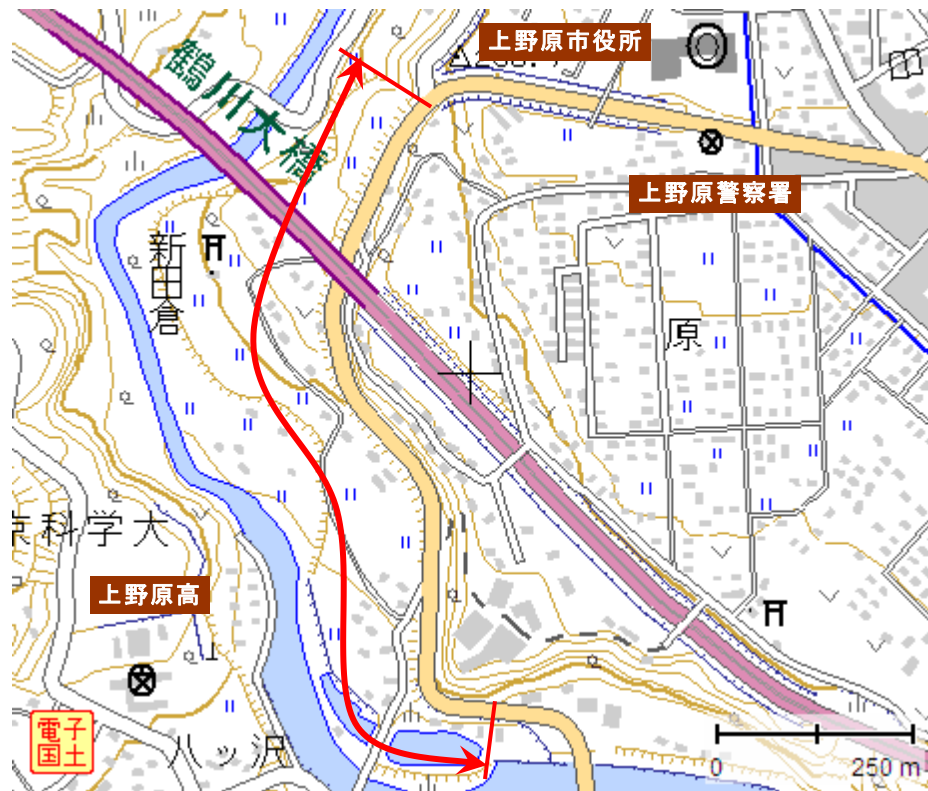 上野原市役所
鶴川大橋
上野原警察署
新田倉
原
京科学大
上野原高
電子
国土
八ッ沢
0 250 m